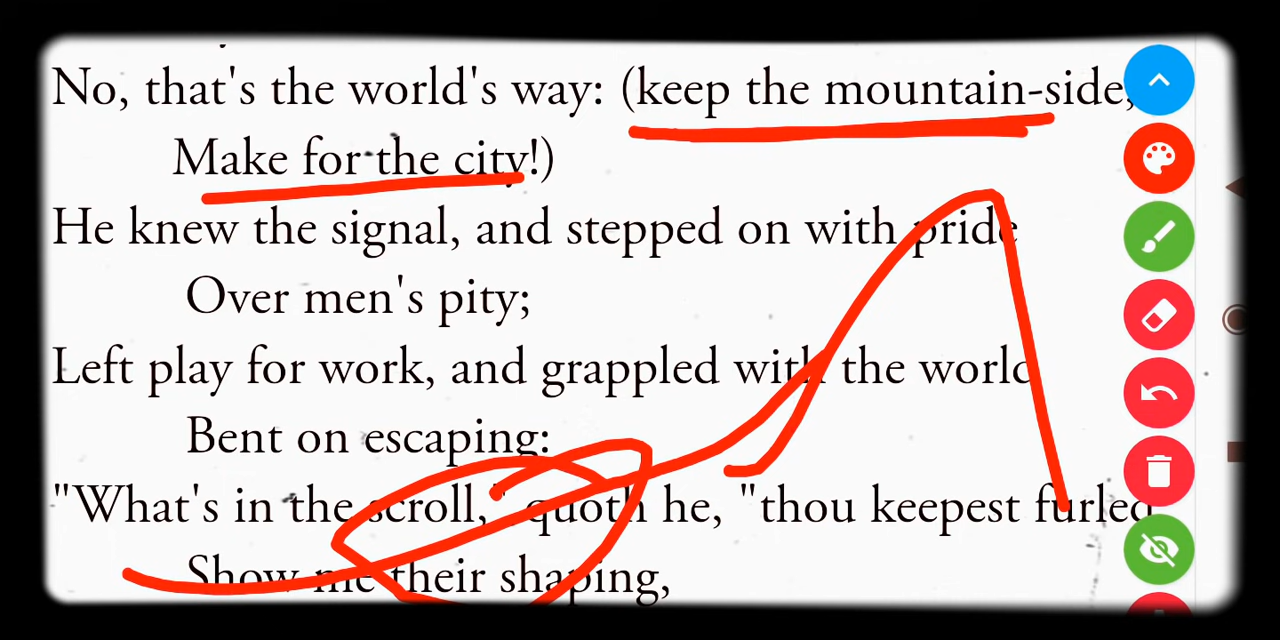 No, that's the world's way: (keep the mountain-side,
Make for the city!)
He knew the signal, and stepped on with pride
Over men's pity;
Left play for work, and grappled with the world
Bent on escaping:
"What's in the scroll," quoth he, "thou keepest furled
Show me their shaping,